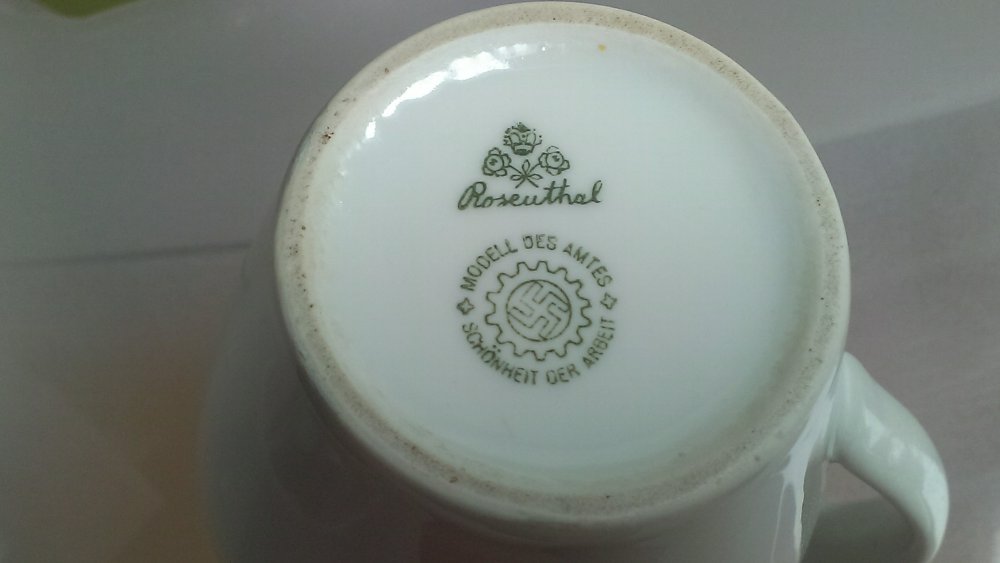 Rosenthal
MODELL DES AMTES
SCHÖNHEIT DER ARBEIT